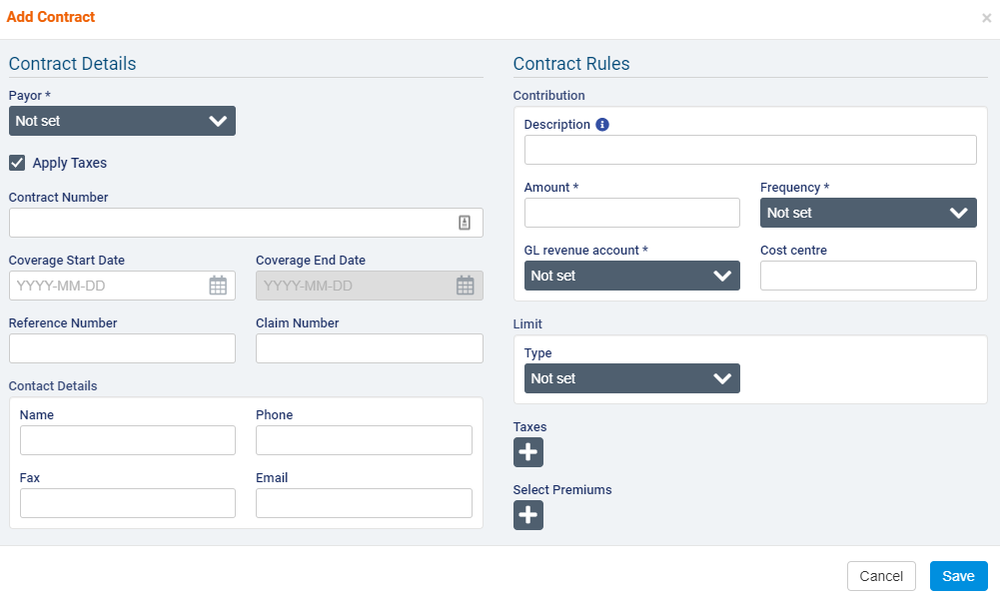 Add Contract
×
Contract Details
Payor *
Not set
Apply Taxes
Contract Number
Coverage Start Date
Coverage End Date
YYYY-MM-DD
YYYY-MM-DD
Reference Number
Claim Number
Contact Details
Name
Phone
Fax
Email
Contract Rules
Contribution
Description
Amount *
Frequency *
Not set
GL revenue account *
Cost centre
Not set
Limit
Type
Not set
Taxes
Select Premiums
Cancel
Save